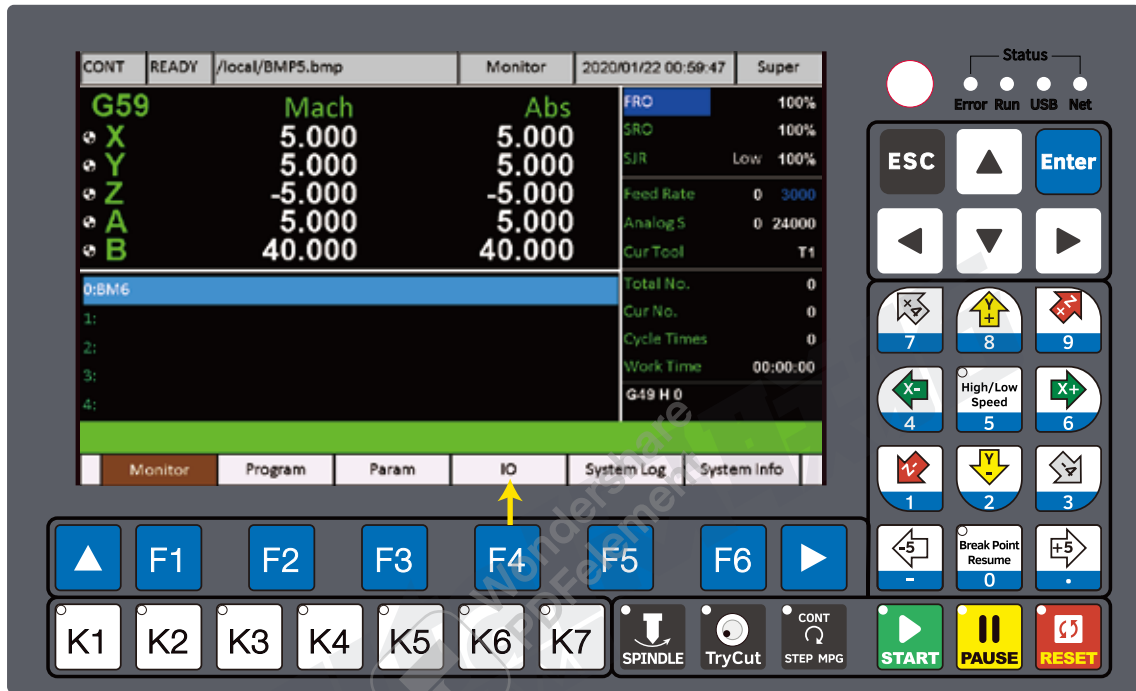 CONT READY /local/BMP5.bmp Monitor 2020/01/22 00:59:47 Super
G59 Mach Abs
X 5.000 5.000
Y 5.000 5.000
Z -5.000 -5.000
A 5.000 5.000
B 40.000 40.000
FRO 100%
SRO 100%
SJR Low 100%
Feed Rate 0 3000
Analog S 0 24000
Cur Tool T1
Total No. 0
Cur No. 0
Cycle Times 0
Work Time 00:00:00
G49 H 0
0:BM6
1:
2:
3:
4:
Monitor Program Param IO System Log System Info
Status
Error Run USB Net
ESC Enter
X 4 Y + X Z
7 8 9
X- High/Low Speed X+
4 5 6
Z- Y - 4
1 2 3
-5 Break Point Resume +5
- 0 .
F1 F2 F3 F4 F5 F6
K1 K2 K3 K4 K5 K6 K7
SPINDLE TryCut CONT STEP MPG START PAUSE RESET
Wondershare
PDFelement